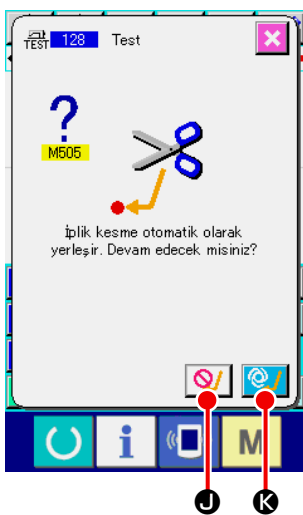 TEST 128 Test
?
M505
İplik kesme otomatik olarak
yerleşir. Devam edecek misiniz?
i M
J K